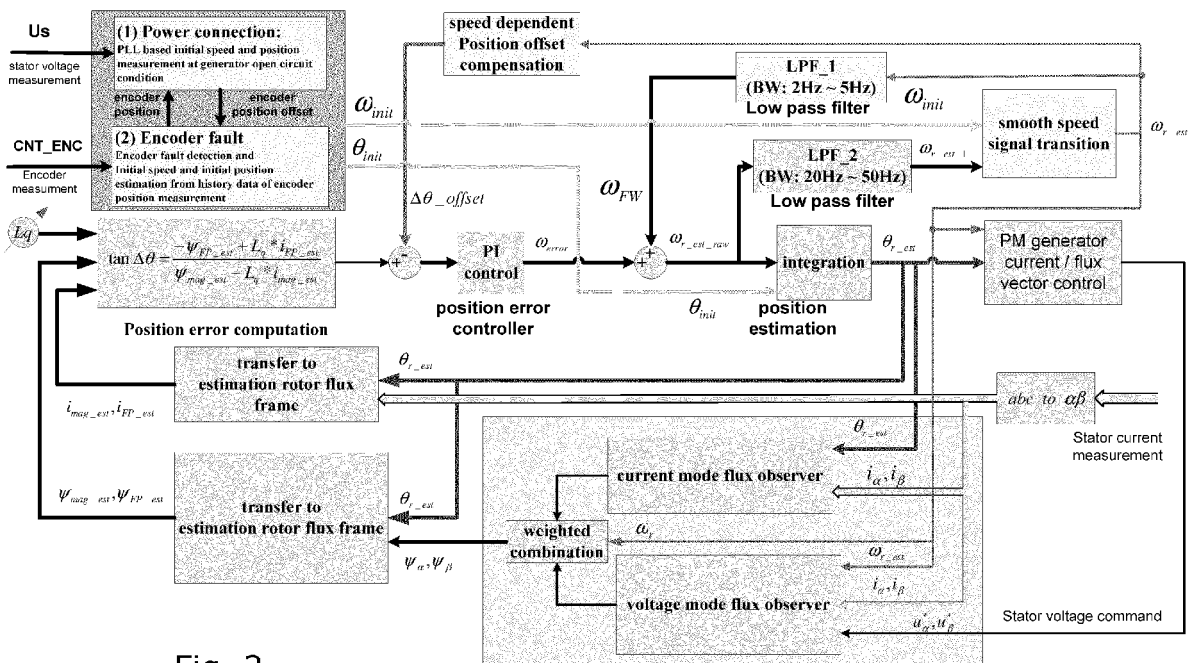 Us
stator voltage
measurement
(1) Power connection:
PLL based initial speed and position
measurement at generator open circuit
condition
encoder
position
encoder
position offset
CNT_ENC
Encoder
measurment
(2) Encoder fault
Encoder fault detection and
Initial speed and initial position
estimation from history data of encoder
position measurement
ω_init
θ_init
speed dependent
Position offset
compensation
LPF_1
(BW: 2Hz ~ 5Hz)
Low pass filter
ω_init
smooth speed
signal transition
ω_r_est
LPF_2
(BW: 20Hz ~ 50Hz)
Low pass filter
ω_FW
Δθ_offset
Lq
tan Δθ = (-ψ_FP_est + L_q * i_FP_est) / (ψ_mag_est - L_q * i_mag_est)
Position error computation
+ -
PI
control
position error
controller
ω_error
+ +
ω_r_est_raw
integration
θ_init
position
estimation
θ_r_est
PM generator
current / flux
vector control
transfer to
estimation rotor flux
frame
θ_r_est
i_mag_est, i_FP_est
abc to αβ
Stator current
measurement
θ_r_est
current mode flux observer
i_α, i_β
ψ_mag_est, ψ_FP_est
transfer to
estimation rotor flux frame
θ_r_est
weighted
combination
ω_r
ψ_α, ψ_β
ω_r_est
i_α, i_β
voltage mode flux observer
u*_α, u*_β
Stator voltage command